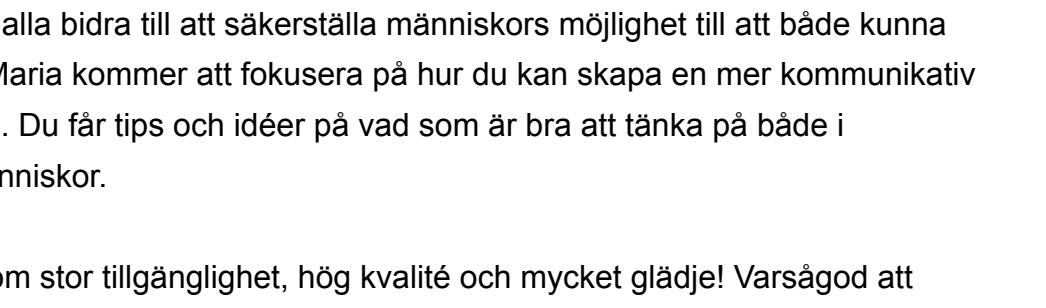 alla bidra till att säkerställa människors möjlighet till att både kunna
Maria kommer att fokusera på hur du kan skapa en mer kommunikativ
. Du får tips och idéer på vad som är bra att tänka på både i
nniskor.
om stor tillgänglighet, hög kvalité och mycket glädje! Varsågod att